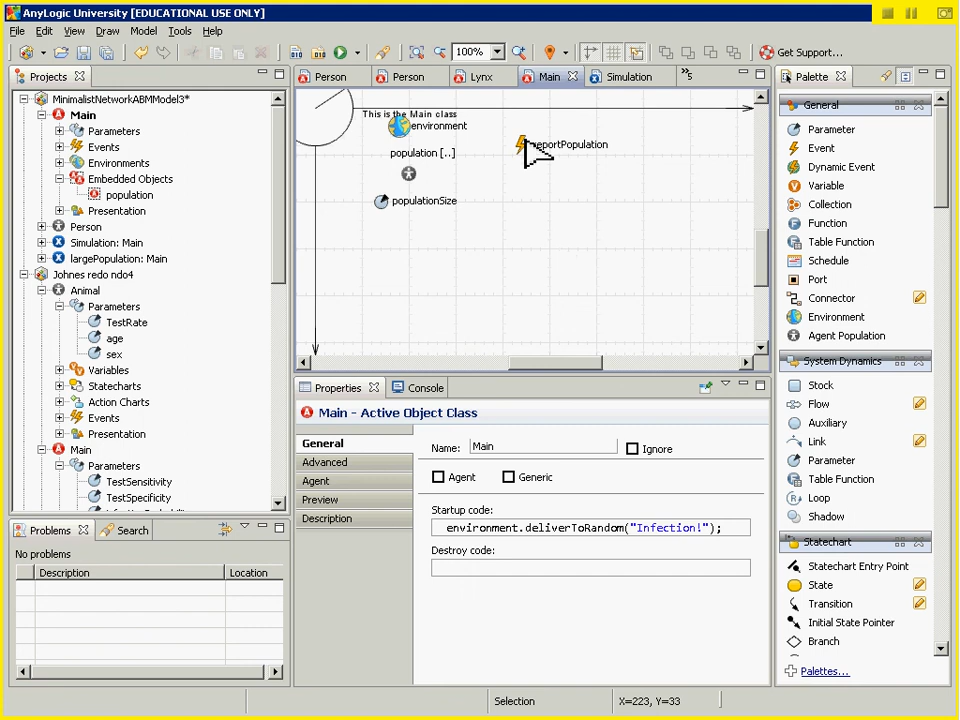 AnyLogic University [EDUCATIONAL USE ONLY]
File Edit View Draw Model Tools Help
100% Get Support...
Projects
MinimalistNetworkABMModel3*
Main
Parameters
Events
Environments
Embedded Objects
population
Presentation
Person
Simulation: Main
largePopulation: Main
Johnes redo ndo4
Animal
Parameters
TestRate
age
sex
Variables
Statecharts
Action Charts
Events
Presentation
Main
Parameters
TestSensitivity
TestSpecificity
Problems Search
No problems
Description Location
Person Person Lynx Main Simulation »5
This is the Main class
environment
population [..]
populationSize
reportPopulation
Properties Console
Main - Active Object Class
General
Advanced
Agent
Preview
Description
Name: Main Ignore
Agent Generic
Startup code:
environment.deliverToRandom("Infection!");
Destroy code:
Palette
General
Parameter
Event
Dynamic Event
Variable
Collection
Function
Table Function
Schedule
Port
Connector
Environment
Agent Population
System Dynamics
Stock
Flow
Auxiliary
Link
Parameter
Table Function
Loop
Shadow
Statechart
Statechart Entry Point
State
Transition
Initial State Pointer
Branch
Palettes...
Selection X=223, Y=33